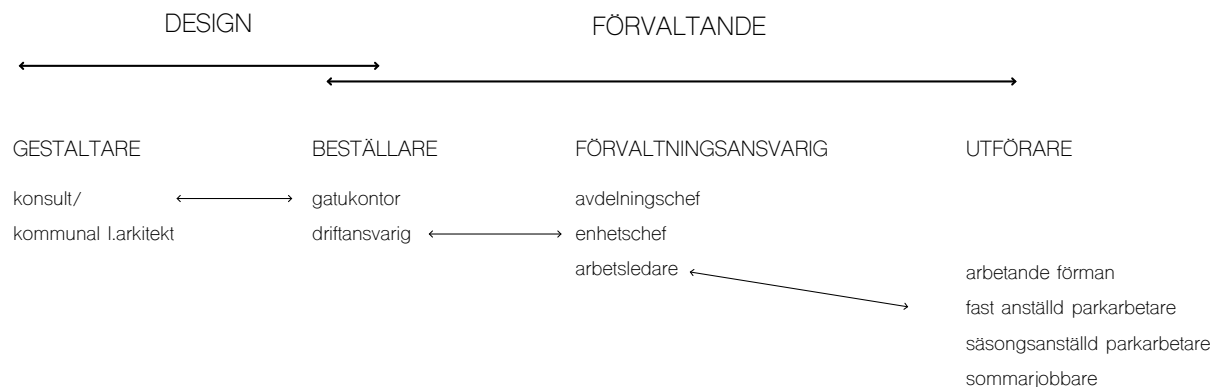 DESIGN
FÖRVALTANDE
GESTALTARE
konsult/
kommunal l.arkitekt
BESTÄLLARE
gatukontor
driftansvarig
FÖRVALTNINGSANSVARIG
avdelningschef
enhetschef
arbetsledare
UTFÖRARE
arbetande förman
fast anställd parkarbetare
säsongsanställd parkarbetare
sommarjobbare